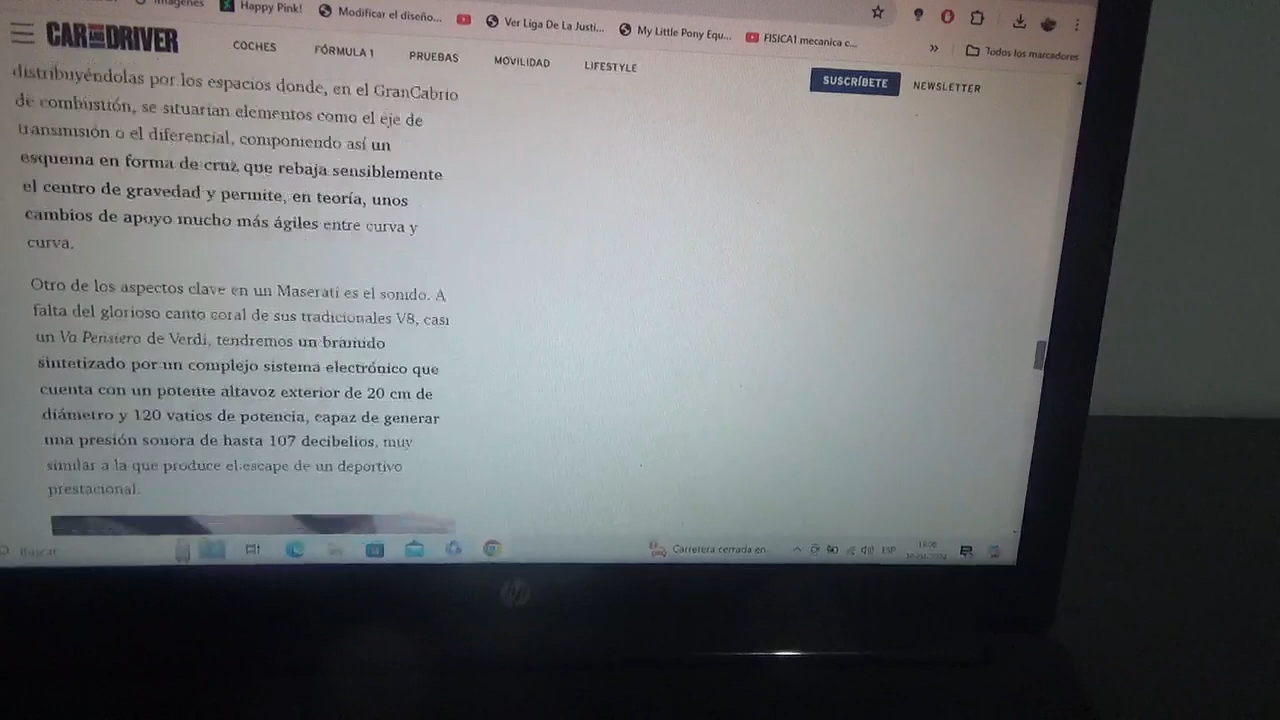 Imágenes
Happy Pink!
Modificar el diseño...
Ver Liga De La Justi...
My Little Pony Equ...
FISICA1 mecanica c...
»
Todos los marcadores
CAR AND DRIVER
COCHES
FÓRMULA 1
PRUEBAS
MOVILIDAD
LIFESTYLE
SUSCRÍBETE
NEWSLETTER
distribuyéndolas por los espacios donde, en el GranCabrio
de combustión, se situarían elementos como el eje de
transmisión o el diferencial, componiendo así un
esquema en forma de cruz que rebaja sensiblemente
el centro de gravedad y permite, en teoría, unos
cambios de apoyo mucho más ágiles entre curva y
curva.
Otro de los aspectos clave en un Maserati es el sonido. A
falta del glorioso canto coral de sus tradicionales V8, casi
un Va Pensiero de Verdi, tendremos un bramido
sintetizado por un complejo sistema electrónico que
cuenta con un potente altavoz exterior de 20 cm de
diámetro y 120 vatios de potencia, capaz de generar
una presión sonora de hasta 107 decibelios, muy
similar a la que produce el escape de un deportivo
prestacional.
Buscar
Carretera cerrada en
ESP
hp